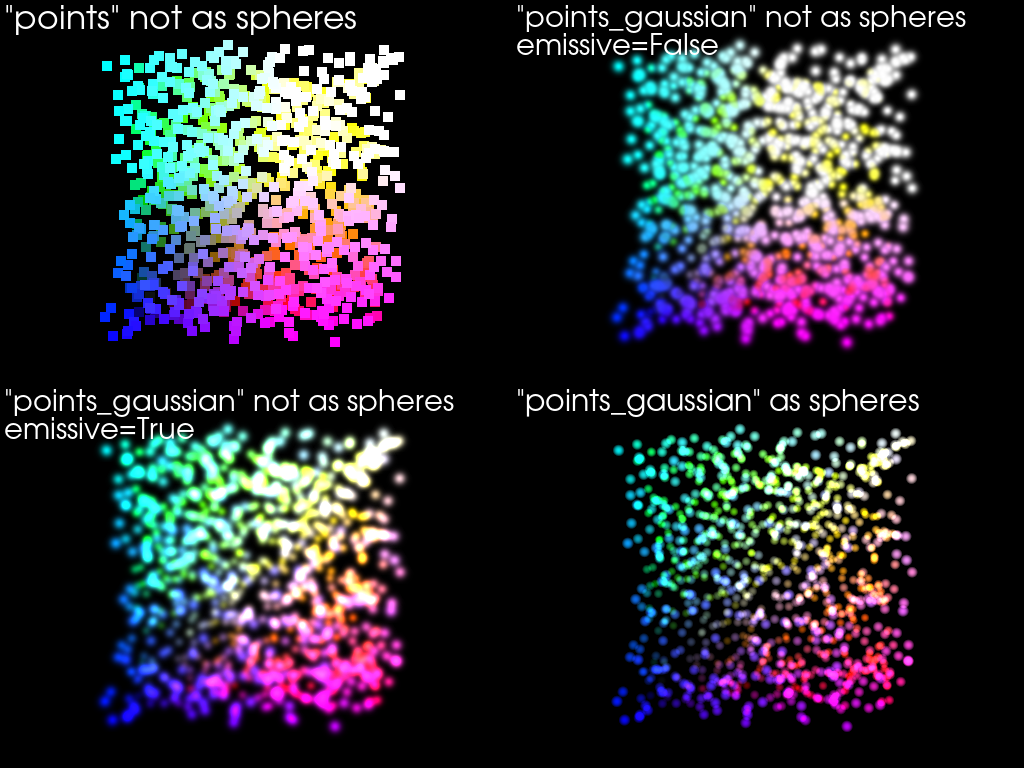 "points" not as spheres
"points_gaussian" not as spheres
emissive=False
"points_gaussian" not as spheres
emissive=True
"points_gaussian" as spheres